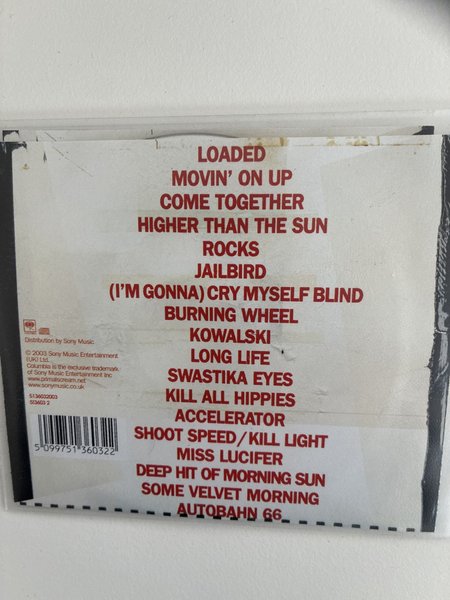 LOADED
MOVIN' ON UP
COME TOGETHER
HIGHER THAN THE SUN
ROCKS
JAILBIRD
(I'M GONNA) CRY MYSELF BLIND
BURNING WHEEL
KOWALSKI
LONG LIFE
SWASTIKA EYES
KILL ALL HIPPIES
ACCELERATOR
SHOOT SPEED/KILL LIGHT
MISS LUCIFER
DEEP HIT OF MORNING SUN
SOME VELVET MORNING
AUTOBAHN 66
Distribution by Sony Music
© 2003 Sony Music Entertainment
(UK) Ltd.
Columbia is the exclusive trademark
of Sony Music Entertainment Inc
www.primalscream.net
www.sonymusic.co.uk
5136032003
513603 2
5 099751 360322